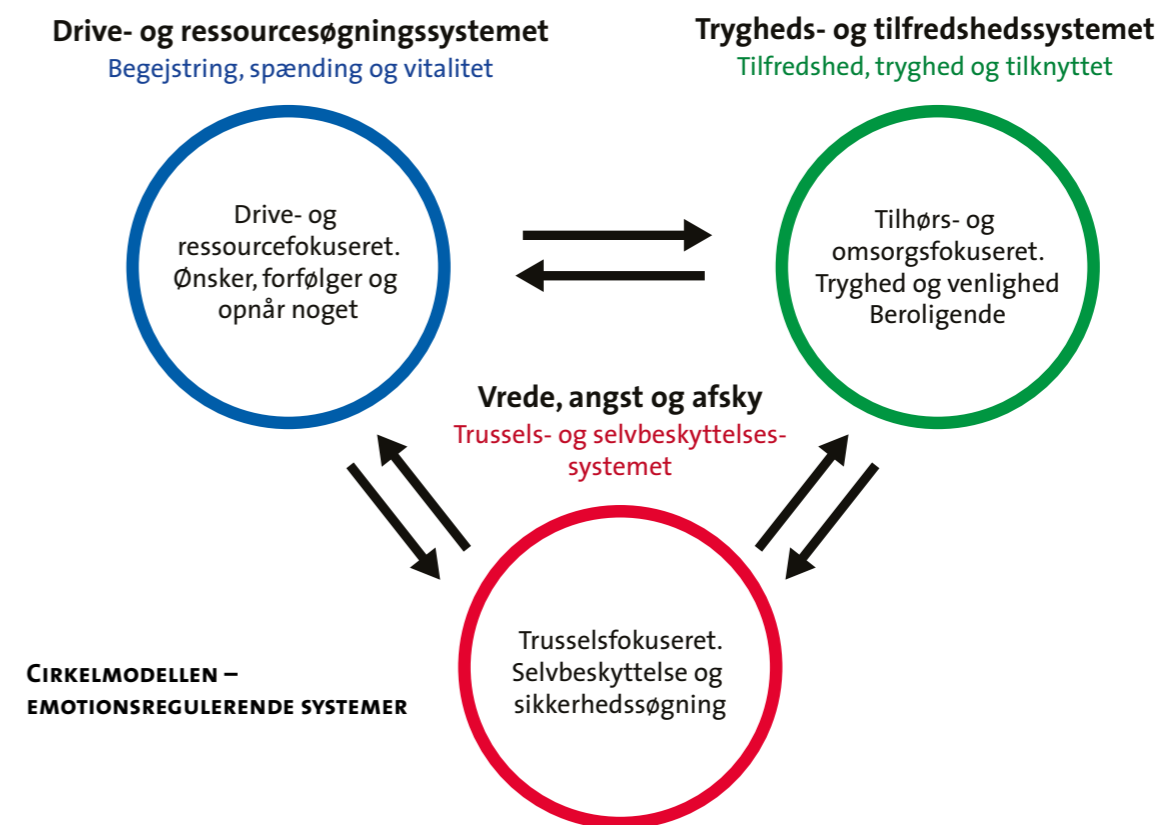 Drive- og ressourcesøgningssystemet
Begejstring, spænding og vitalitet
Trygheds- og tilfredshedssystemet
Tilfredshed, tryghed og tilknyttet
Drive- og
ressourcefokuseret.
Ønsker, forfølger og
opnår noget
Tilhørs- og
omsorgsfokuseret.
Tryghed og venlighed
Beroligende
Vrede, angst og afsky
Trussels- og selvbeskyttelses-
systemet
Trusselsfokuseret.
Selvbeskyttelse og
sikkerhedssøgning
CIRKELMODELLEN –
EMOTIONSREGULERENDE SYSTEMER